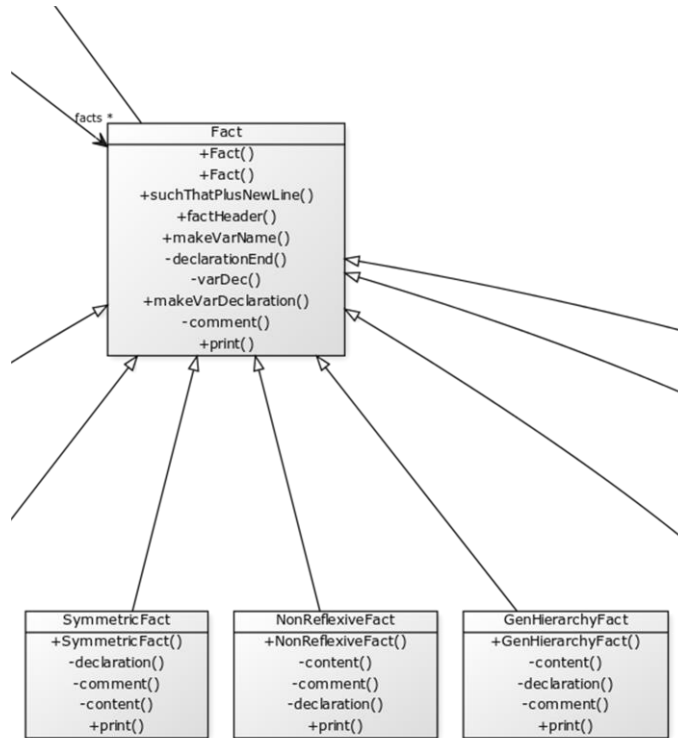 facts *
Fact
+Fact()
+Fact()
+suchThatPlusNewLine()
+factHeader()
+makeVarName()
-declarationEnd()
-varDec()
+makeVarDeclaration()
-comment()
+print()
SymmetricFact
+SymmetricFact()
-declaration()
-comment()
-content()
+print()
NonReflexiveFact
+NonReflexiveFact()
-content()
-comment()
-declaration()
+print()
GenHierarchyFact
+GenHierarchyFact()
-content()
-declaration()
-comment()
+print()